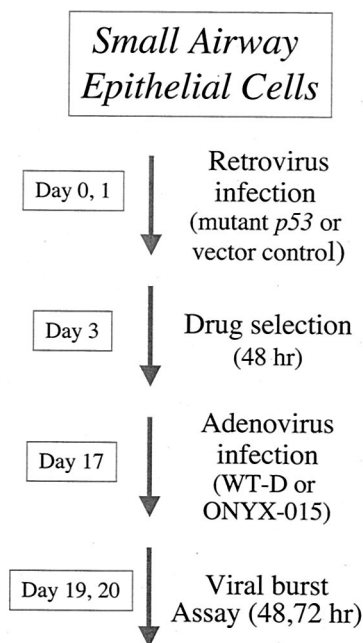 Small Airway
Epithelial Cells
Day 0, 1
Retrovirus
infection
(mutant p53 or
vector control)
Day 3
Drug selection
(48 hr)
Day 17
Adenovirus
infection
(WT-D or
ONYX-015)
Day 19, 20
Viral burst
Assay (48,72 hr)